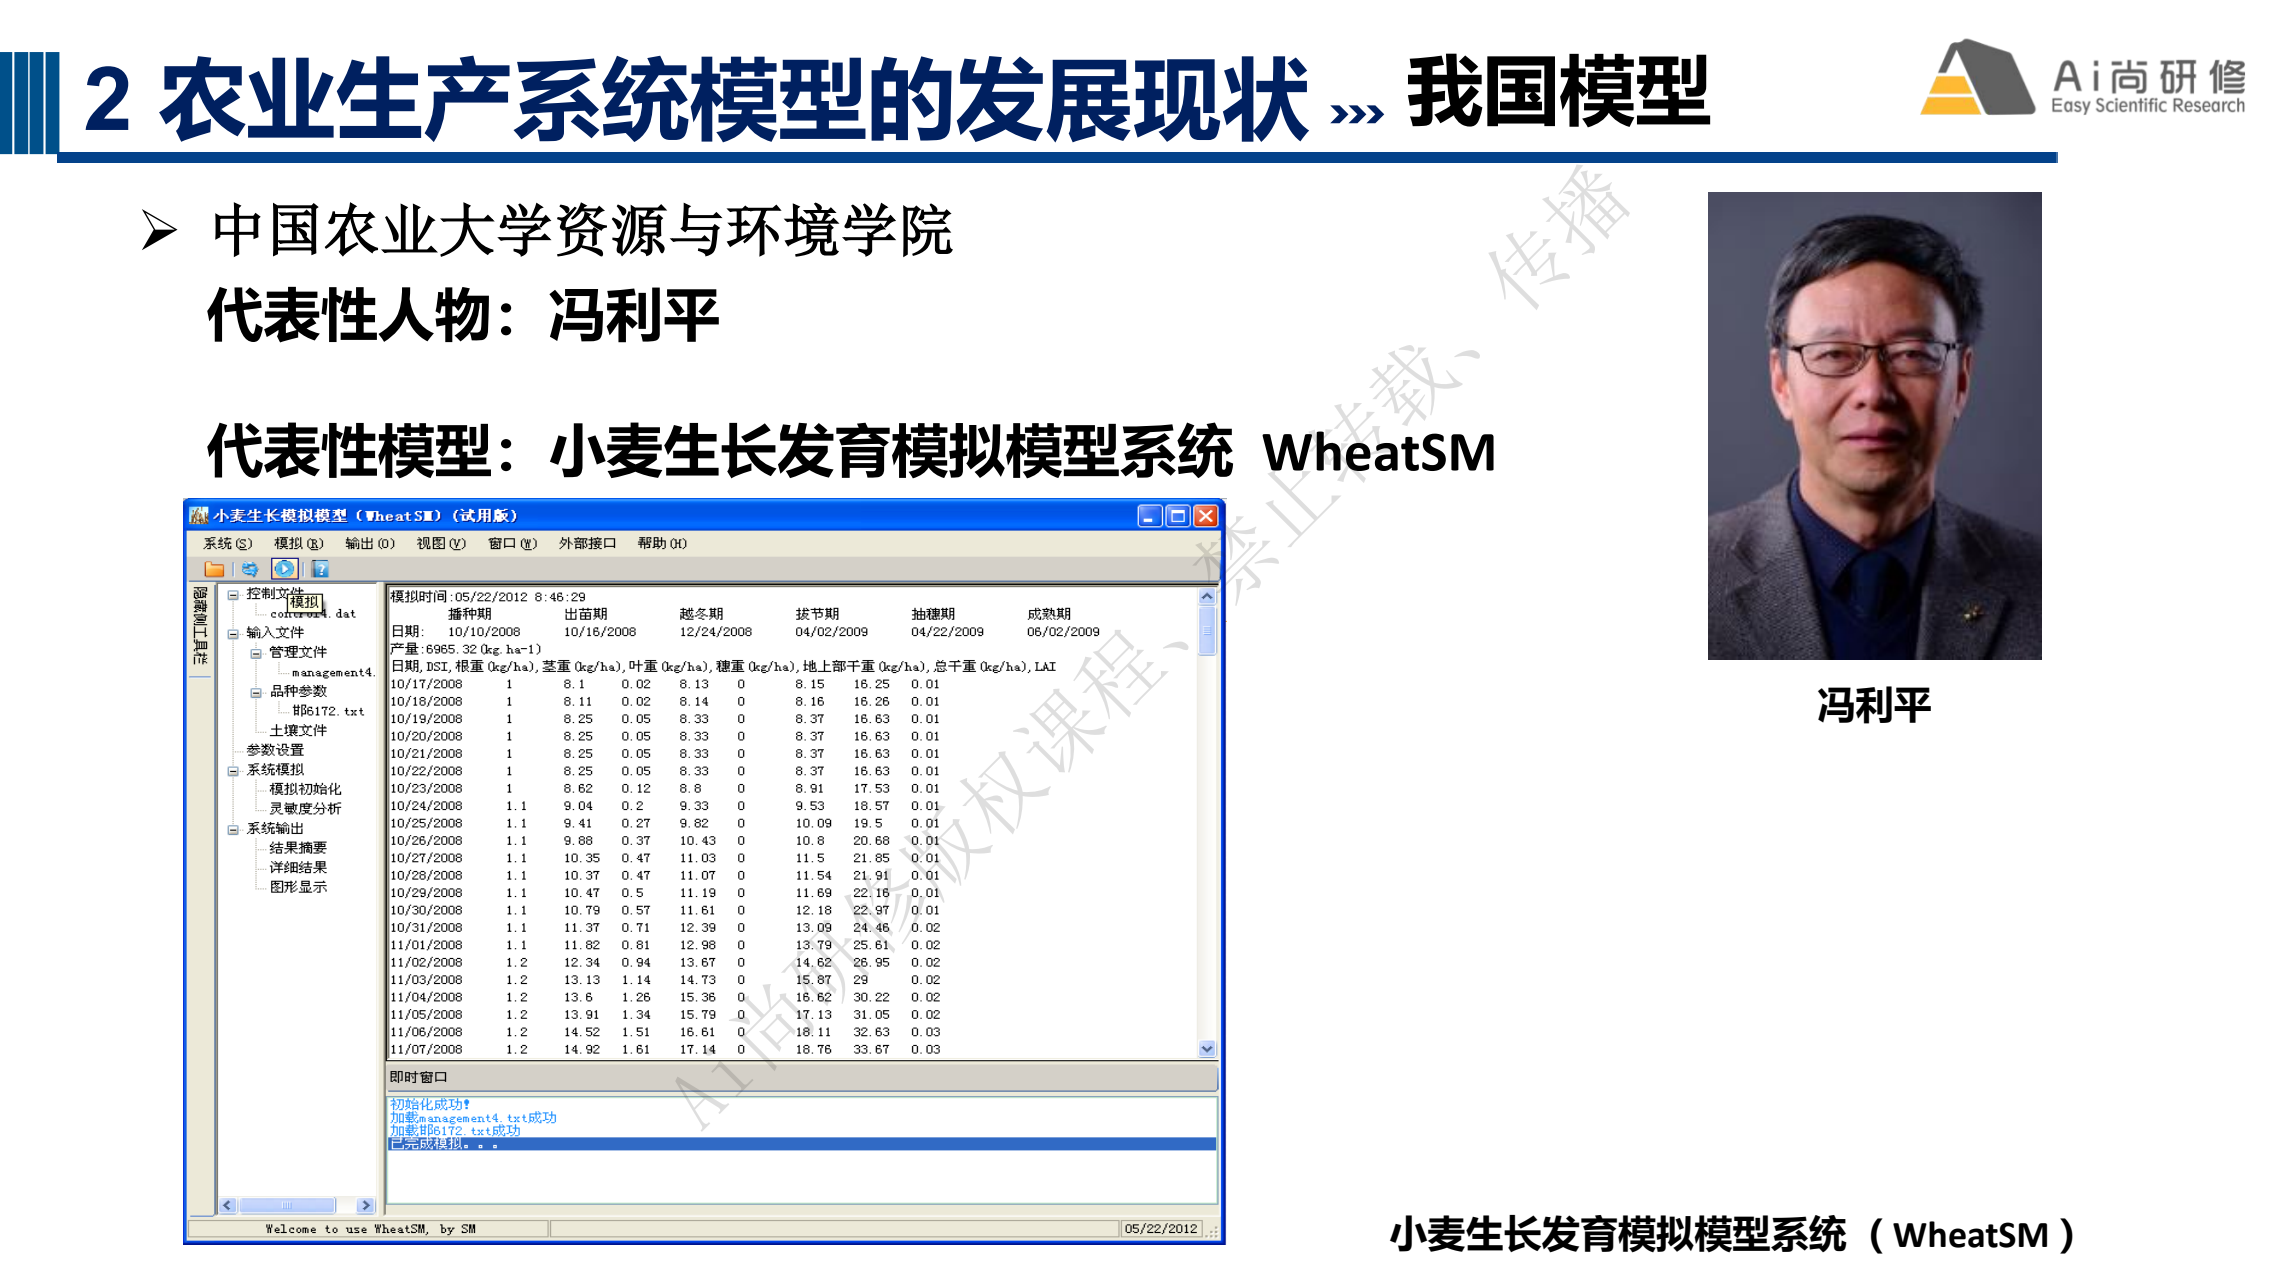 2 农业生产系统模型的发展现状 ››› 我国模型
Ai尚研修
Easy Scientific Research
➢ 中国农业大学资源与环境学院
代表性人物：冯利平
代表性模型：小麦生长发育模拟模型系统 WheatSM
冯利平
小麦生长模拟模型（WheatSM）(试用版)
系统(S) 模拟(R) 输出(O) 视图(V) 窗口(W) 外部接口 帮助(H)
隐藏侧工具栏
控制文件
模拟
control4.dat
输入文件
管理文件
management4.
品种参数
邯6172.txt
土壤文件
参数设置
系统模拟
模拟初始化
灵敏度分析
系统输出
结果摘要
详细结果
图形显示
模拟时间:05/22/2012 8:46:29
播种期 出苗期 越冬期 拔节期 抽穗期 成熟期
日期: 10/10/2008 10/16/2008 12/24/2008 04/02/2009 04/22/2009 06/02/2009
产量:6965.32(kg.ha-1)
日期,DSI,根重(kg/ha),茎重(kg/ha),叶重(kg/ha),穗重(kg/ha),地上部干重(kg/ha),总干重(kg/ha),LAI
10/17/2008 1 8.1 0.02 8.13 0 8.15 16.25 0.01
10/18/2008 1 8.11 0.02 8.14 0 8.16 16.26 0.01
10/19/2008 1 8.25 0.05 8.33 0 8.37 16.63 0.01
10/20/2008 1 8.25 0.05 8.33 0 8.37 16.63 0.01
10/21/2008 1 8.25 0.05 8.33 0 8.37 16.63 0.01
10/22/2008 1 8.25 0.05 8.33 0 8.37 16.63 0.01
10/23/2008 1 8.62 0.12 8.8 0 8.91 17.53 0.01
10/24/2008 1.1 9.04 0.2 9.33 0 9.53 18.57 0.01
10/25/2008 1.1 9.41 0.27 9.82 0 10.09 19.5 0.01
10/26/2008 1.1 9.88 0.37 10.43 0 10.8 20.68 0.01
10/27/2008 1.1 10.35 0.47 11.03 0 11.5 21.85 0.01
10/28/2008 1.1 10.37 0.47 11.07 0 11.54 21.91 0.01
10/29/2008 1.1 10.47 0.5 11.19 0 11.69 22.16 0.01
10/30/2008 1.1 10.79 0.57 11.61 0 12.18 22.97 0.01
10/31/2008 1.1 11.37 0.71 12.39 0 13.09 24.46 0.02
11/01/2008 1.1 11.82 0.81 12.98 0 13.79 25.61 0.02
11/02/2008 1.2 12.34 0.94 13.67 0 14.62 26.95 0.02
11/03/2008 1.2 13.13 1.14 14.73 0 15.87 29 0.02
11/04/2008 1.2 13.6 1.26 15.36 0 16.62 30.22 0.02
11/05/2008 1.2 13.91 1.34 15.79 0 17.13 31.05 0.02
11/06/2008 1.2 14.52 1.51 16.61 0 18.11 32.63 0.03
11/07/2008 1.2 14.92 1.61 17.14 0 18.76 33.67 0.03
即时窗口
初始化成功!
加载management4.txt成功
加载邯6172.txt成功
已完成模拟。。。
Welcome to use WheatSM, by SM
05/22/2012
小麦生长发育模拟模型系统（WheatSM）
Ai尚研修版权课程、禁止转载、传播